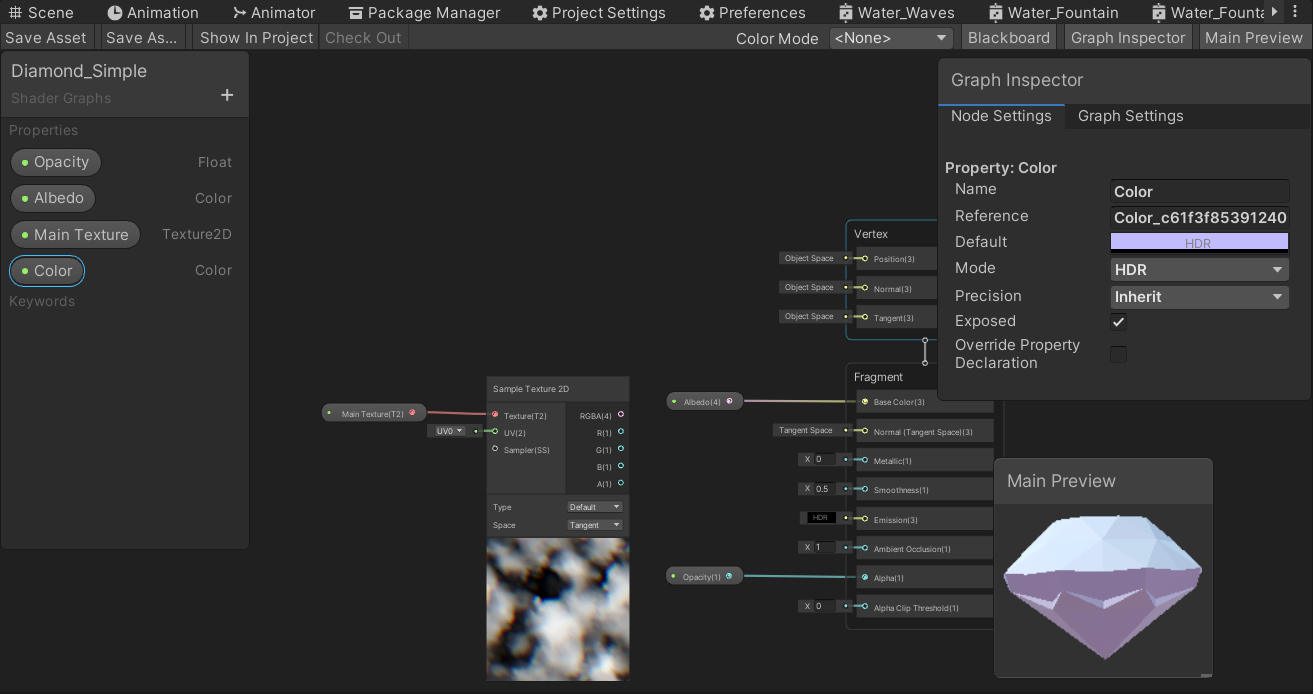 Scene Animation Animator Package Manager Project Settings Preferences Water_Waves Water_Fountain Water_Founta
Save Asset Save As... Show In Project Check Out Color Mode <None> Blackboard Graph Inspector Main Preview
Diamond_Simple
Shader Graphs
+
Properties
Opacity Float
Albedo Color
Main Texture Texture2D
Color Color
Keywords
Graph Inspector
Node Settings Graph Settings
Property: Color
Name Color
Reference Color_c61f3f85391240
Default HDR
Mode HDR
Precision Inherit
Exposed
Override Property
Declaration
Vertex
Object Space Position(3)
Object Space Normal(3)
Object Space Tangent(3)
Fragment
Albedo(4) Base Color(3)
Tangent Space Normal (Tangent Space)(3)
X 0 Metallic(1)
X 0.5 Smoothness(1)
HDR Emission(3)
X 1 Ambient Occlusion(1)
Opacity(1) Alpha(1)
X 0 Alpha Clip Threshold(1)
Sample Texture 2D
Main Texture(T2) Texture(T2) RGBA(4)
UV0 UV(2) R(1)
Sampler(SS) G(1)
B(1)
A(1)
Type Default
Space Tangent
Main Preview